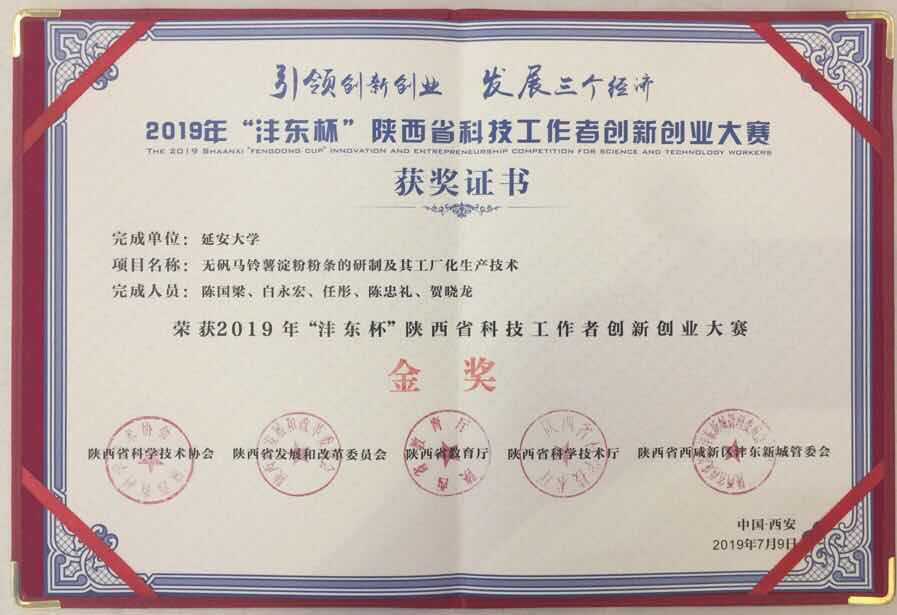 引领创新创业 发展三个经济
2019年“沣东杯”陕西省科技工作者创新创业大赛
THE 2019 SHAANXI "FENGDONG CUP" INNOVATION AND ENTREPRENEURSHIP COMPETITION FOR SCIENCE AND TECHNOLOGY WORKERS
获奖证书
完成单位：延安大学
项目名称：无矾马铃薯淀粉粉条的研制及其工厂化生产技术
完成人员：陈国梁、白永宏、任彤、陈忠礼、贺晓龙
荣获2019年“沣东杯”陕西省科技工作者创新创业大赛
金奖
陕西省科学技术协会 陕西省发展和改革委员会 陕西省教育厅 陕西省科学技术厅 陕西省西咸新区沣东新城管委会
中国·西安
2019年7月9日